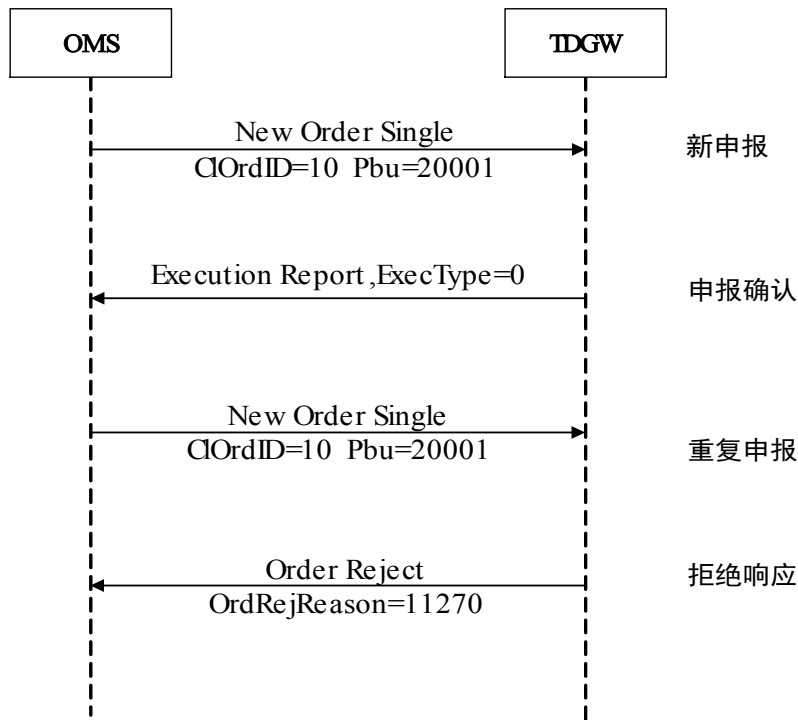 OMS
TDGW
New Order Single
新申报
ClOrdID=10 Pbu=20001
Execution Report ,ExecType=0
申报确认
New Order Single
ClOrdID=10 Pbu=20001
重复申报
Order Reject
拒绝响应
OrdRejReason=11270